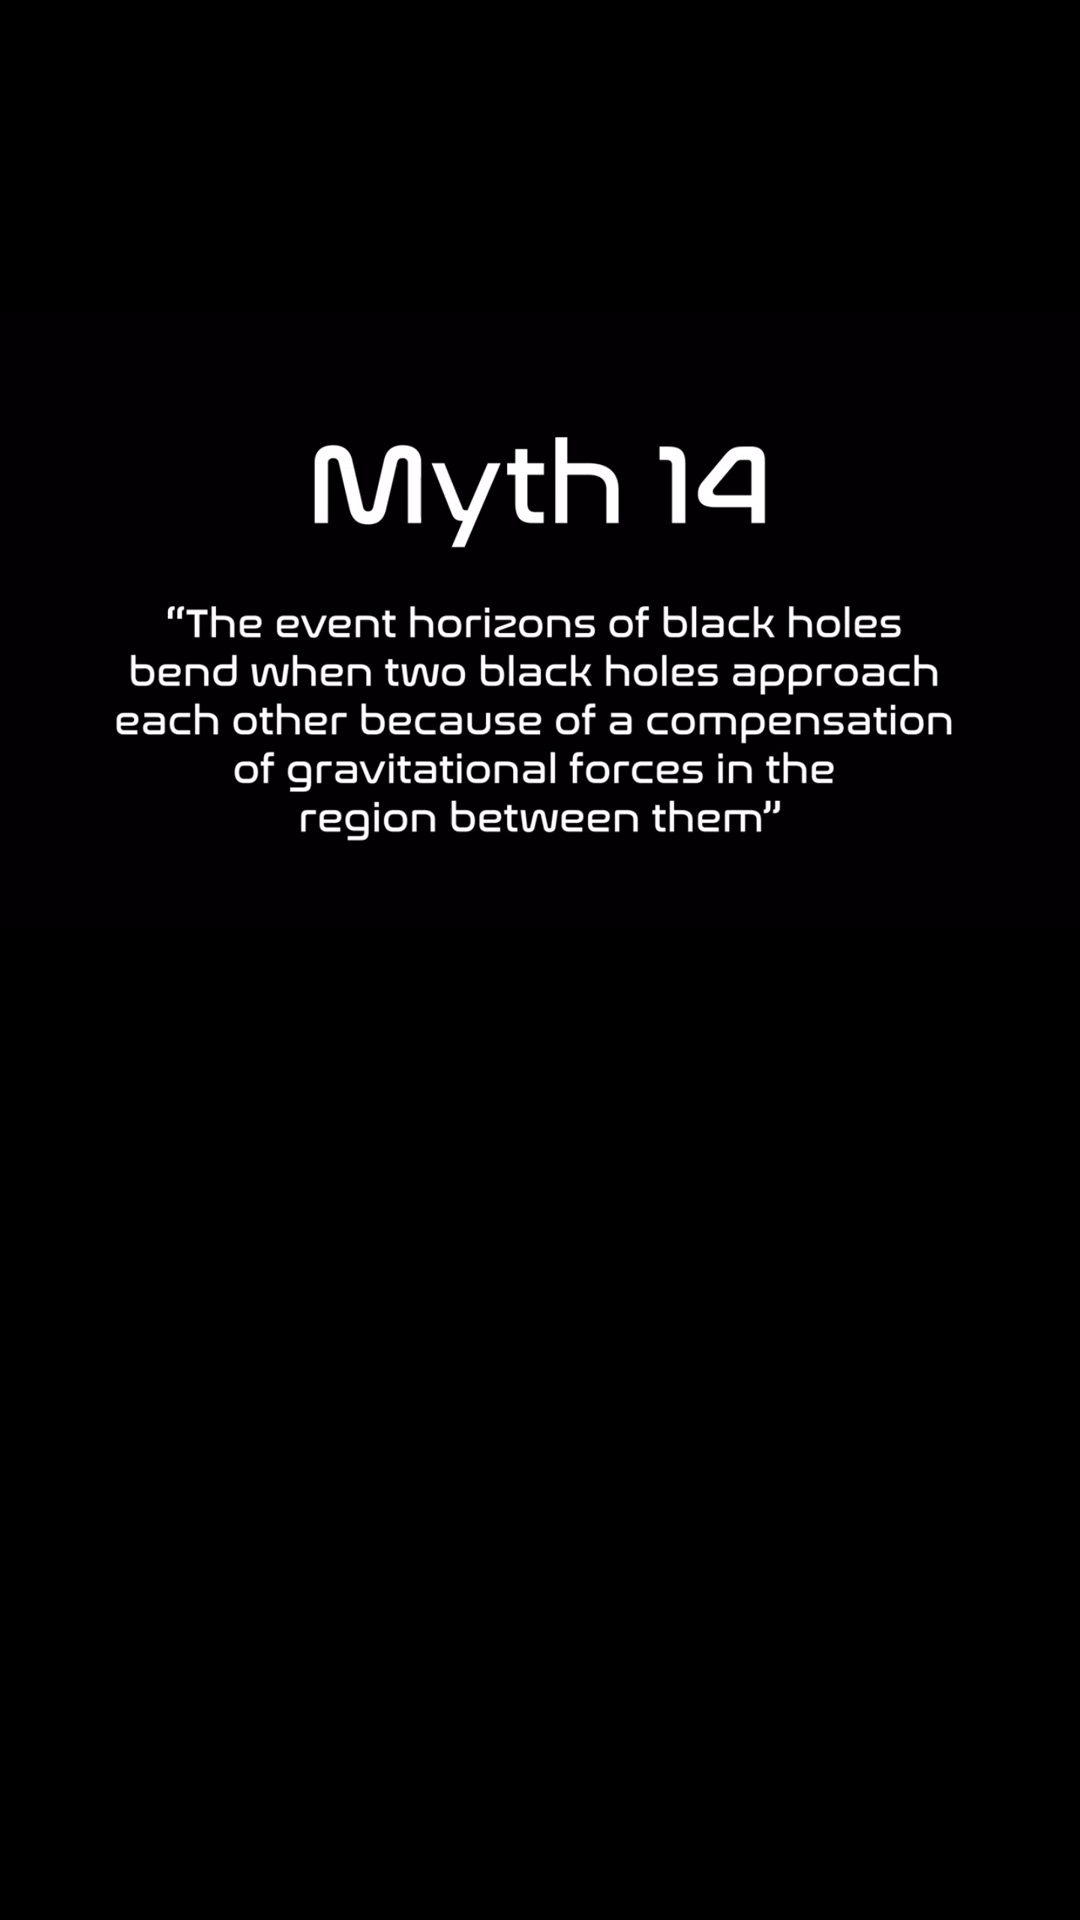 Myth 14
“The event horizons of black holes
bend when two black holes approach
each other because of a compensation
of gravitational forces in the
region between them”